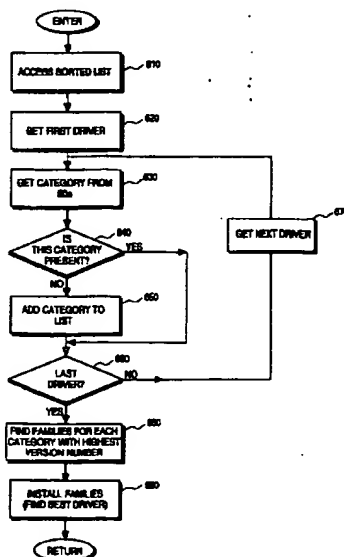 ENTER
ACCESS SORTED LIST
610
GET FIRST DRIVER
620
GET CATEGORY FROM
630
IS
THIS CATEGORY
PRESENT?
640
YES
NO
GET NEXT DRIVER
ADD CATEGORY TO
LIST
650
LAST
DRIVER?
660
NO
YES
FIND FAMILIES FOR EACH
CATEGORY WITH HIGHEST
VERSION NUMBER
INSTALL FAMILIES
(FIND BEST DRIVER)
RETURN